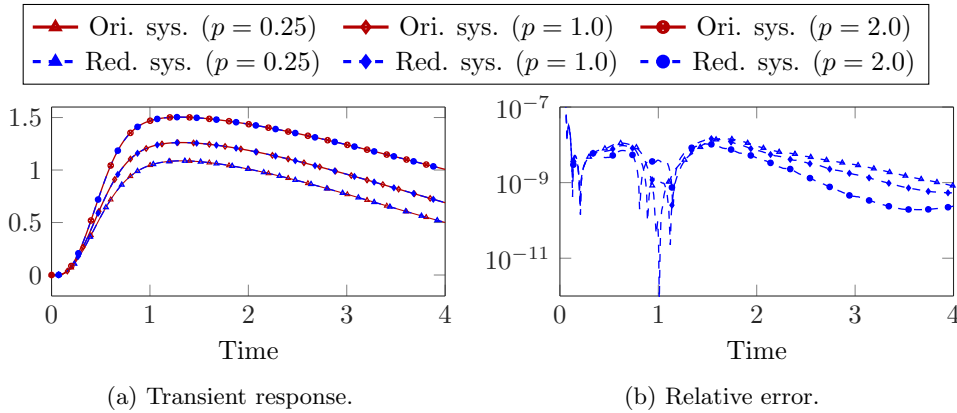 Ori. sys. (p = 0.25) Ori. sys. (p = 1.0) Ori. sys. (p = 2.0)
Red. sys. (p = 0.25) Red. sys. (p = 1.0) Red. sys. (p = 2.0)
1.5
1
0.5
0
0 1 2 3 4
Time
(a) Transient response.
10⁻⁷
10⁻⁹
10⁻¹¹
0 1 2 3 4
Time
(b) Relative error.